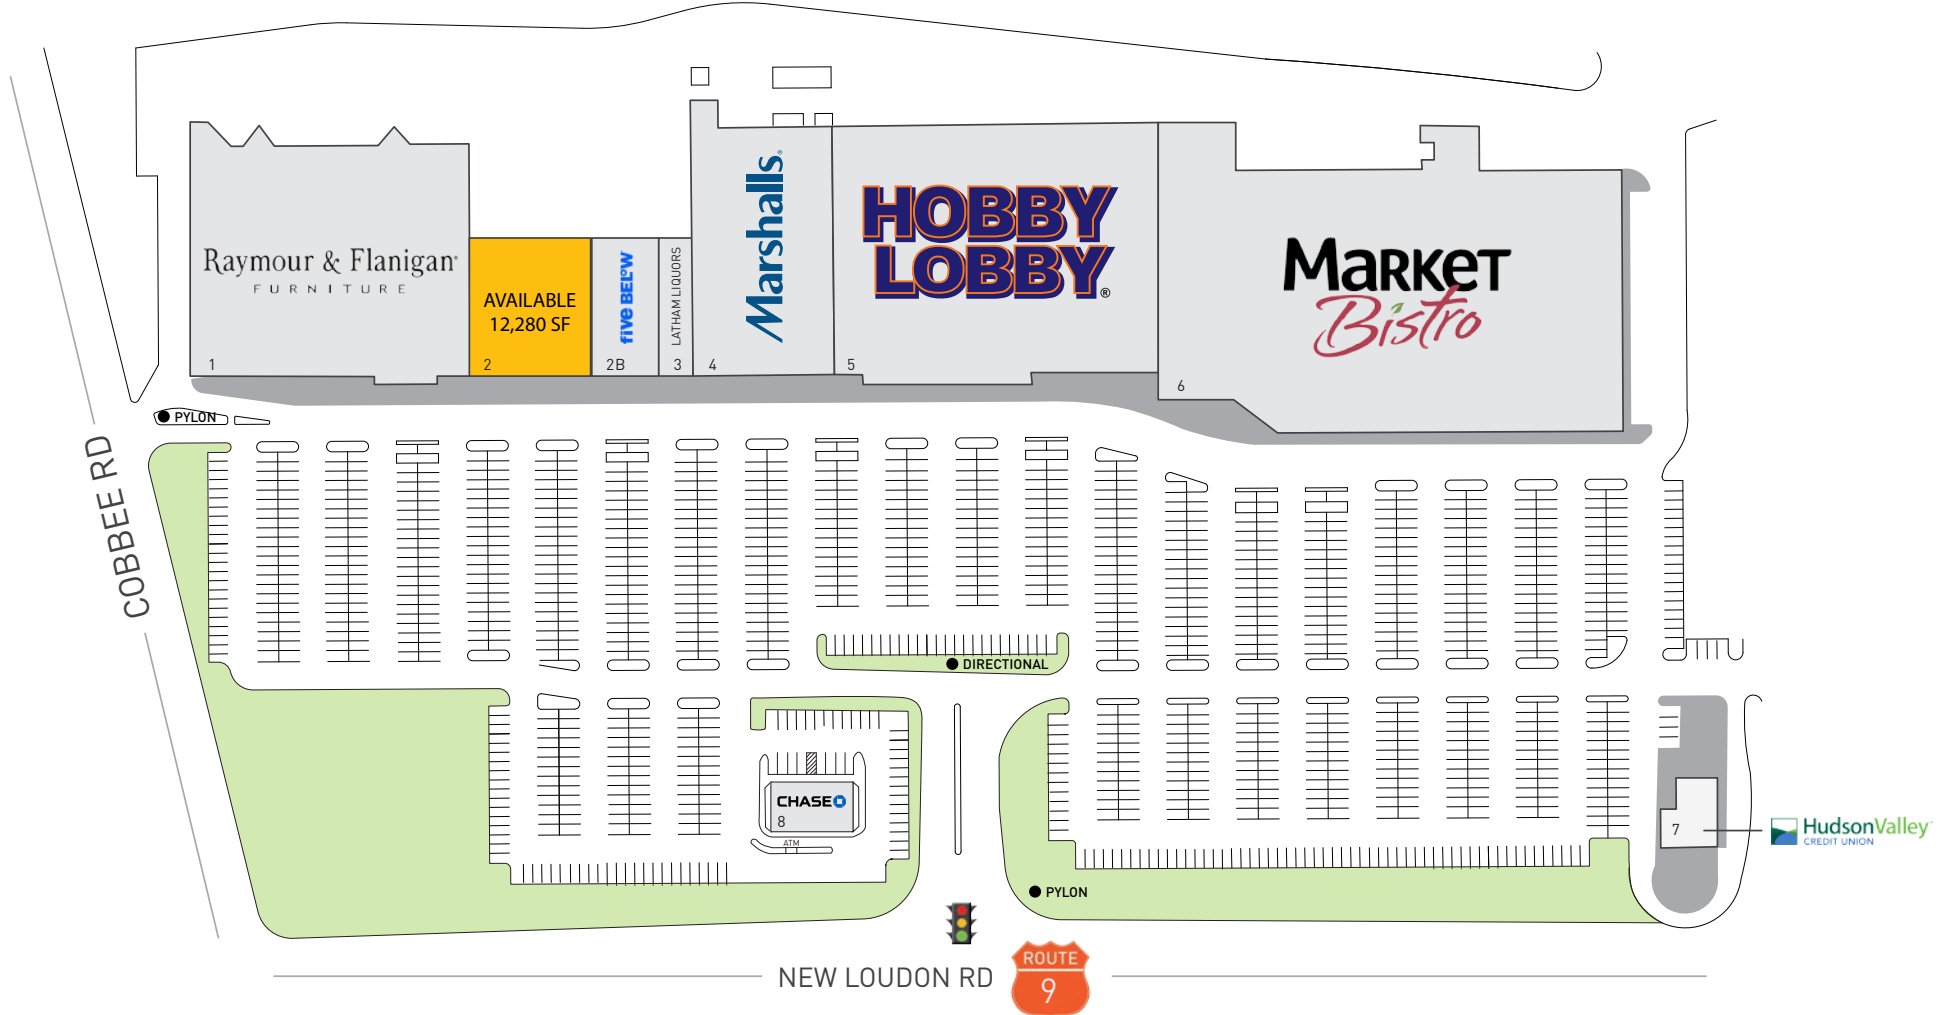 Raymour & Flanigan
FURNITURE
1
AVAILABLE
12,280 SF
2
five BEL°W
2B
LATHAM LIQUORS
3
Marshalls
4
HOBBY
LOBBY®
5
MARKET
Bistro
6
PYLON
COBBEE RD
DIRECTIONAL
CHASE
8
ATM
7
HudsonValley
CREDIT UNION
PYLON
NEW LOUDON RD
ROUTE
9